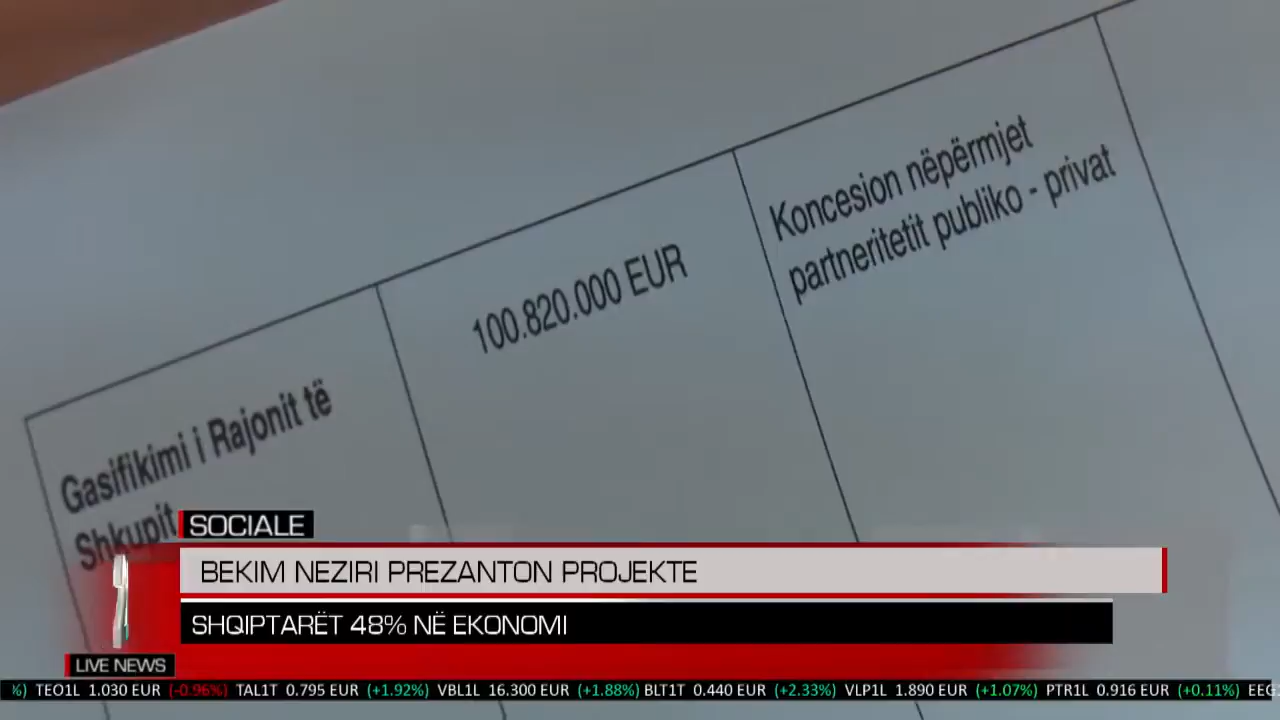 Koncesion nëpërmjet
partneritetit publiko - privat
100.820.000 EUR
Gasifikimi i Rajonit të
Shkupit
SOCIALE
BEKIM NEZIRI PREZANTON PROJEKTE
SHQIPTARËT 48% NË EKONOMI
LIVE NEWS
%) TEO1L 1.030 EUR (-0.96%) TAL1T 0.795 EUR (+1.92%) VBL1L 16.300 EUR (+1.88%) BLT1T 0.440 EUR (+2.33%) VLP1L 1.890 EUR (+1.07%) PTR1L 0.916 EUR (+0.11%)